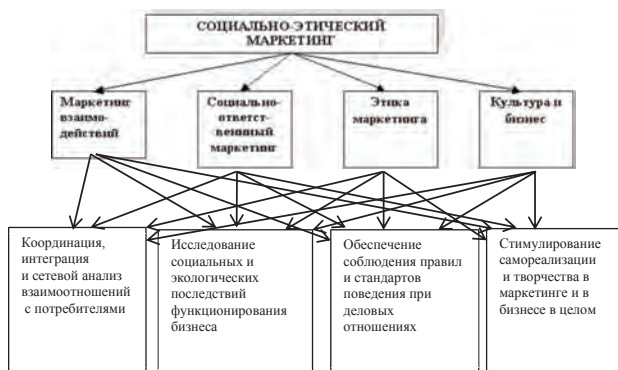 СОЦИАЛЬНО-ЭТИЧЕСКИЙ
МАРКЕТИНГ
Маркетинг
взаимо-
действий
Социально-
ответст-
веннный
маркетинг
Этика
маркетинга
Культура и
бизнес
Координация,
интеграция
и сетевой анализ
взаимоотношений
с потребителями
Исследование
социальных и
экологических
последствий
функционирования
бизнеса
Обеспечение
соблюдения правил
и стандартов
поведения при
деловых
отношениях
Стимулирование
самореализации
и творчества в
маркетинге и в
бизнесе в целом